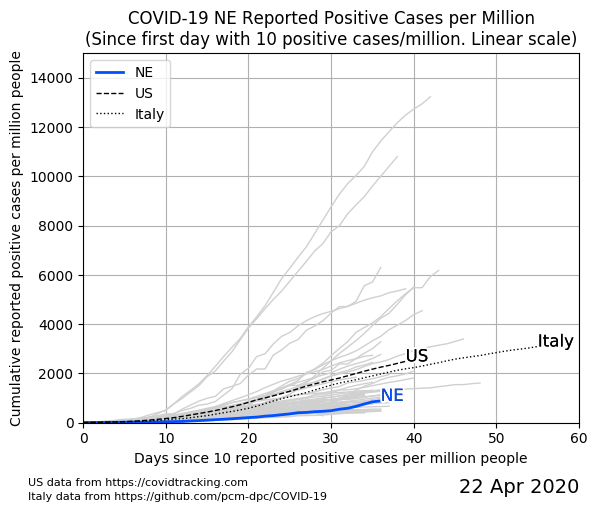 COVID-19 NE Reported Positive Cases per Million
(Since first day with 10 positive cases/million. Linear scale)
Cumulative reported positive cases per million people
14000
12000
10000
8000
6000
4000
2000
0
NE
US
Italy
US
Italy
NE
0 10 20 30 40 50 60
Days since 10 reported positive cases per million people
US data from https://covidtracking.com
Italy data from https://github.com/pcm-dpc/COVID-19
22 Apr 2020